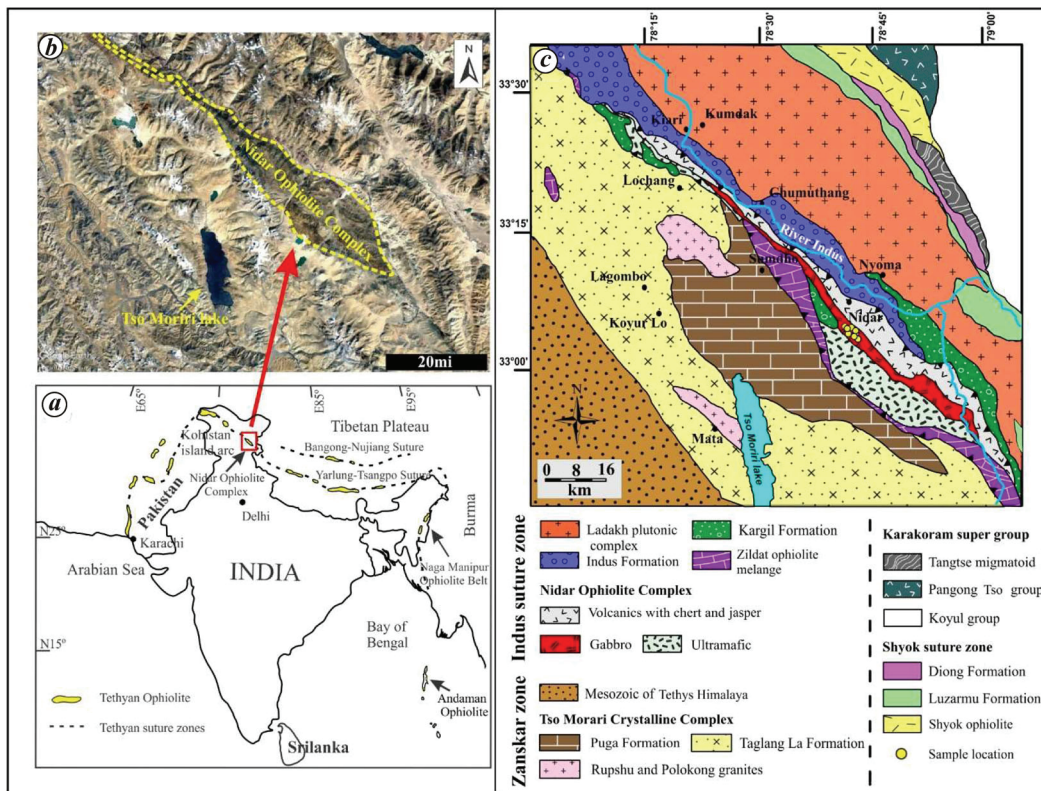 b
N
Nidar Ophiolite Complex
Tso Moriri lake
20mi
a
E65°
E85°
E95°
Kohistan
island arc
Tibetan Plateau
Bangong-Nujiang Suture
Yarlung-Tsangpo Suture
Nidar Ophiolite
Complex
Pakistan
Delhi
Burma
N25°
Karachi
Arabian Sea
INDIA
Naga Manipur
Ophiolite Belt
Bay of
Bengal
N15°
Andaman
Ophiolite
Tethyan Ophiolite
Tethyan suture zones
Srilanka
c
78°15'
78°30'
78°45'
79°00'
33°30'
33°15'
33°00'
Kiari
Kumdak
Lochang
Chumuthang
River Indus
Sumdho
Nyoma
Lagombo
Nidar
Koyur Lo
Mata
Tso Moriri lake
N
0 8 16
km
Indus suture zone
Ladakh plutonic
complex
Kargil Formation
Indus Formation
Zildat ophiolite
melange
Nidar Ophiolite Complex
Volcanics with chert and jasper
Gabbro
Ultramafic
Zanskar zone
Mesozoic of Tethys Himalaya
Tso Morari Crystalline Complex
Puga Formation
Taglang La Formation
Rupshu and Polokong granites
Karakoram super group
Tangtse migmatoid
Pangong Tso group
Koyul group
Shyok suture zone
Diong Formation
Luzarmu Formation
Shyok ophiolite
Sample location